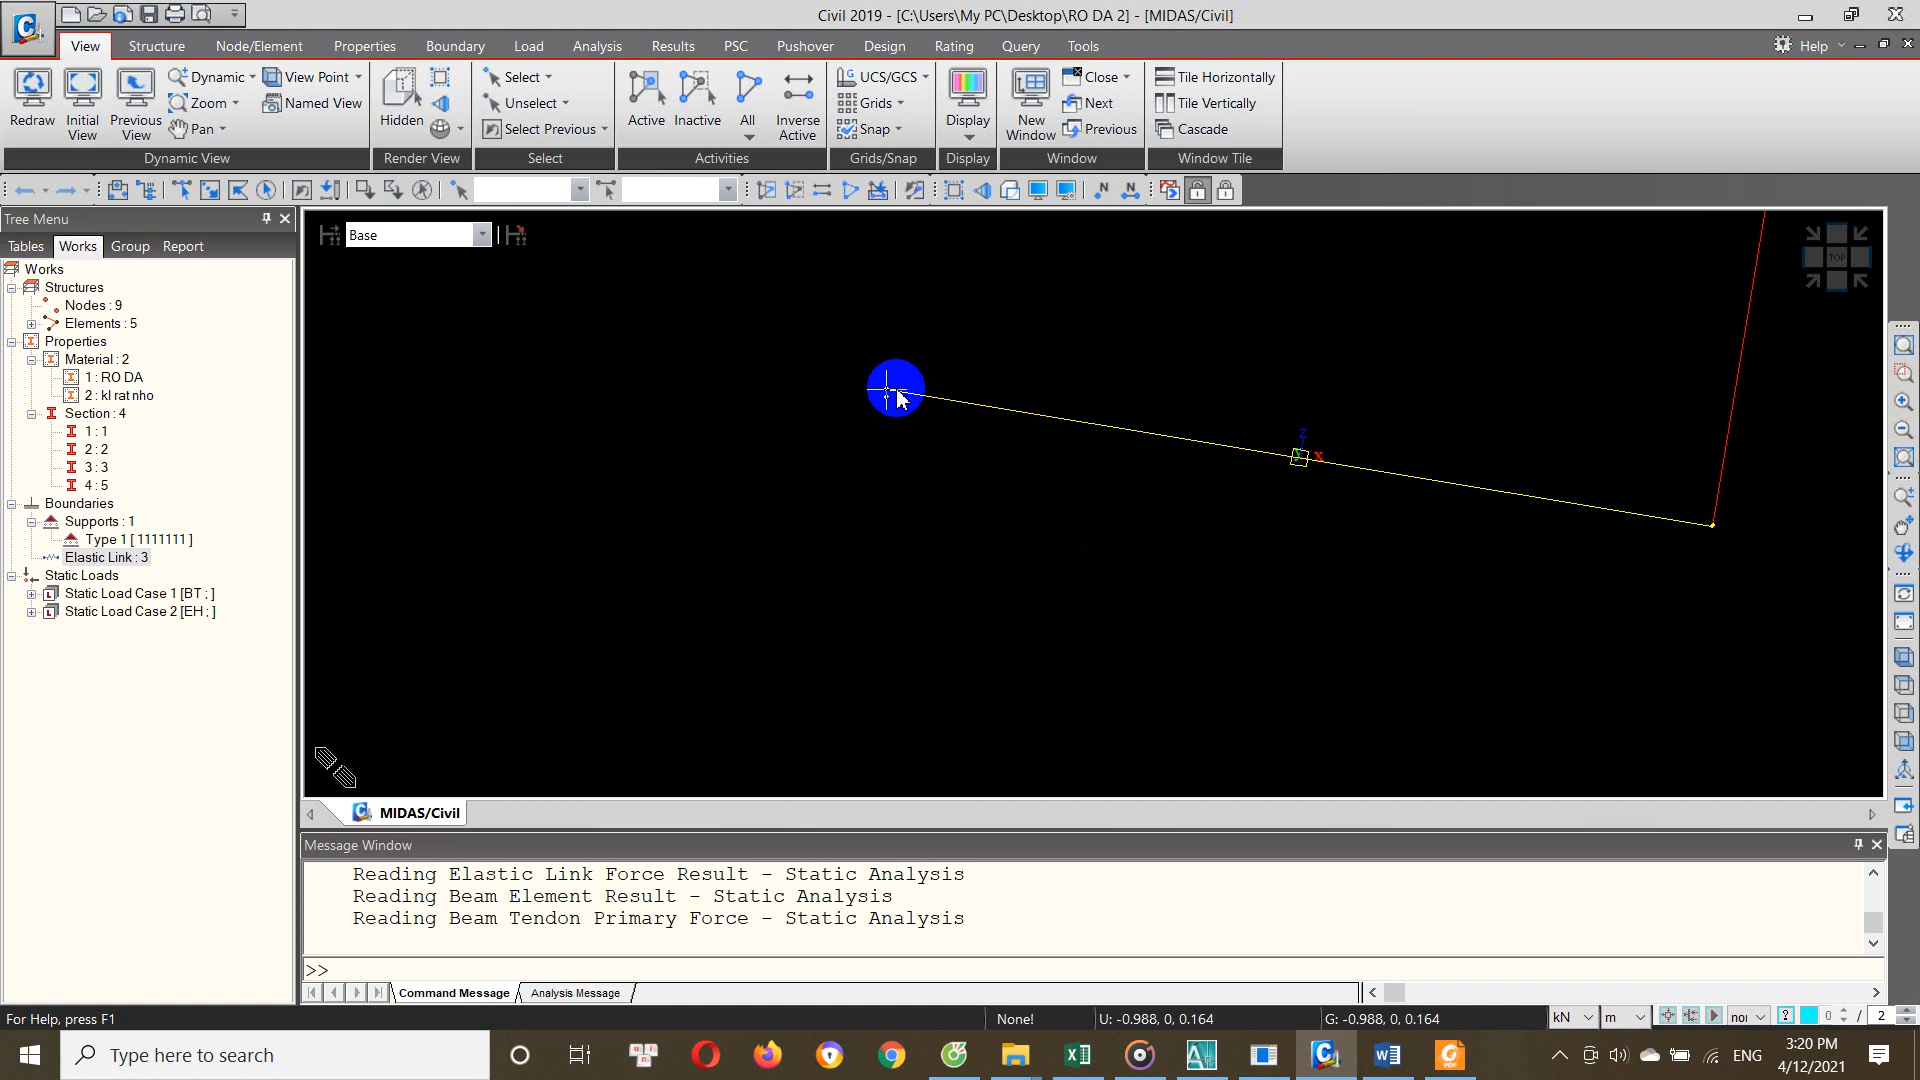 Civil 2019 - [C:\Users\My PC\Desktop\RO DA 2] - [MIDAS/Civil]
View Structure Node/Element Properties Boundary Load Analysis Results PSC Pushover Design Rating Query Tools Help
Redraw
Initial View
Previous View
Dynamic
Zoom
Pan
View Point
Named View
Dynamic View
Hidden
Render View
Select
Unselect
Select Previous
Select
Active
Inactive
All
Inverse Active
Activities
UCS/GCS
Grids
Snap
Grids/Snap
Display
Display
New Window
Close
Next
Previous
Window
Tile Horizontally
Tile Vertically
Cascade
Window Tile
Tree Menu
Tables Works Group Report
Works
Structures
Nodes : 9
Elements : 5
Properties
Material : 2
1 : RO DA
2 : kl rat nho
Section : 4
1 : 1
2 : 2
3 : 3
4 : 5
Boundaries
Supports : 1
Type 1 [ 1111111 ]
Elastic Link : 3
Static Loads
Static Load Case 1 [BT ; ]
Static Load Case 2 [EH ; ]
Base
TOP
z
x
MIDAS/Civil
Message Window
Reading Elastic Link Force Result - Static Analysis
Reading Beam Element Result - Static Analysis
Reading Beam Tendon Primary Force - Static Analysis
>>
Command Message Analysis Message
For Help, press F1
None!
U: -0.988, 0, 0.164
G: -0.988, 0, 0.164
kN
m
nor
0 / 2
Type here to search
ENG
3:20 PM
4/12/2021